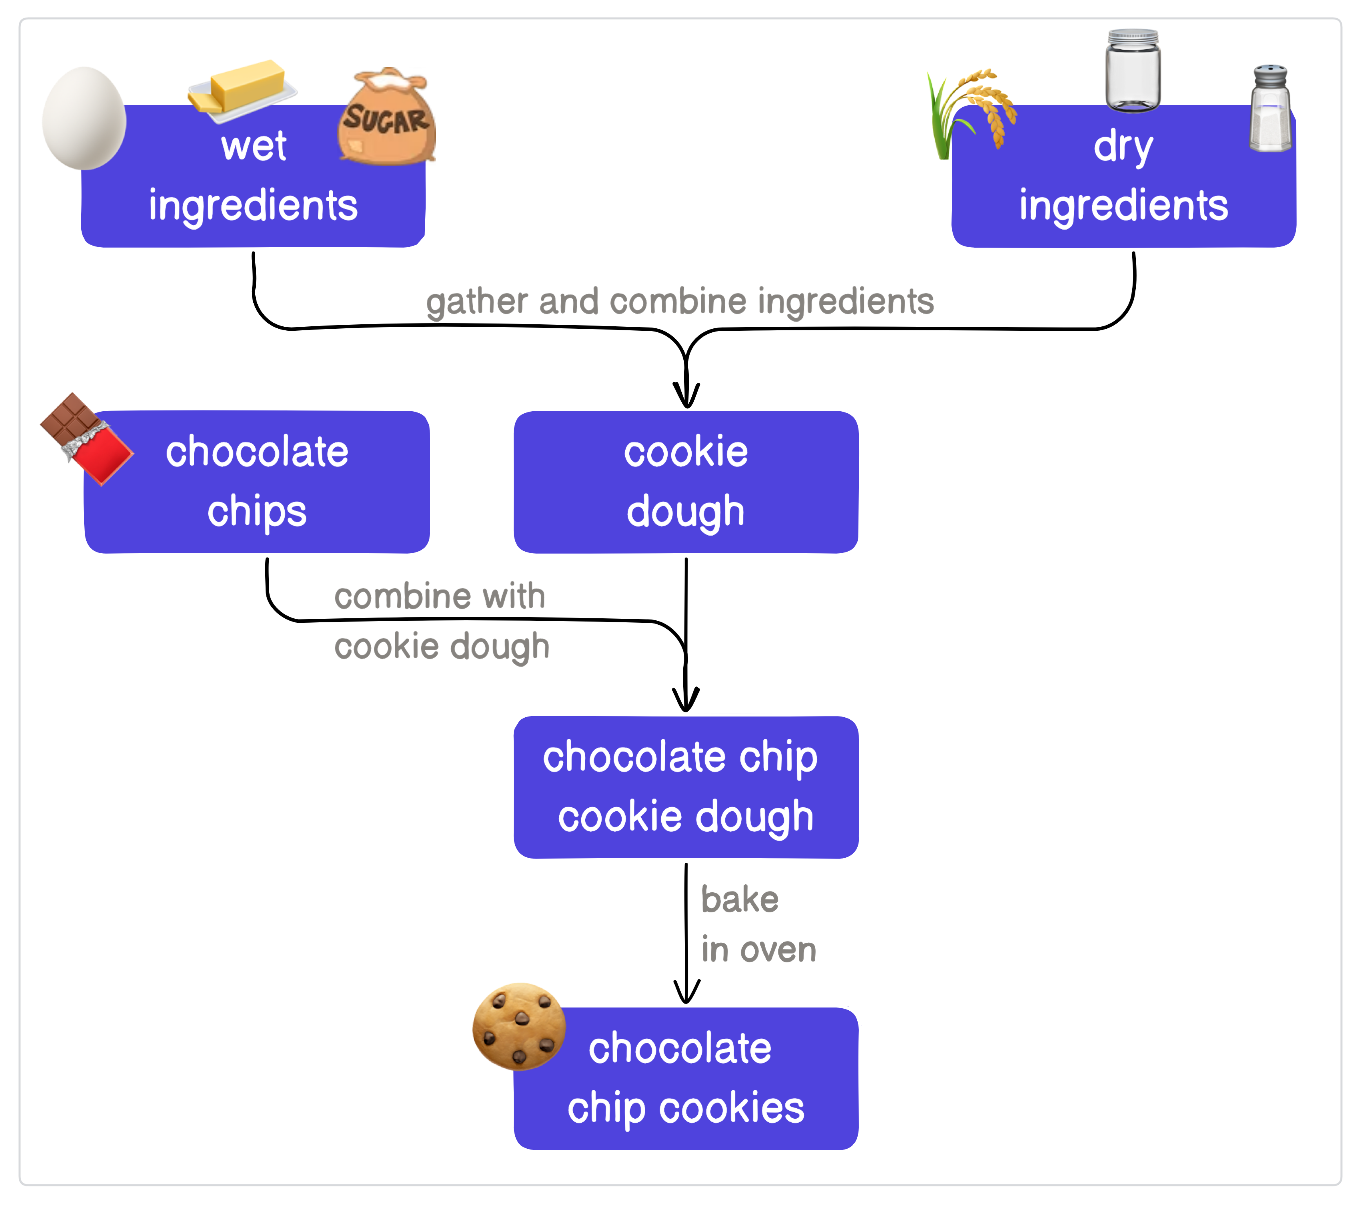 SUGAR
wet
ingredients
dry
ingredients
gather and combine ingredients
chocolate
chips
cookie
dough
combine with
cookie dough
chocolate chip
cookie dough
bake
in oven
chocolate
chip cookies